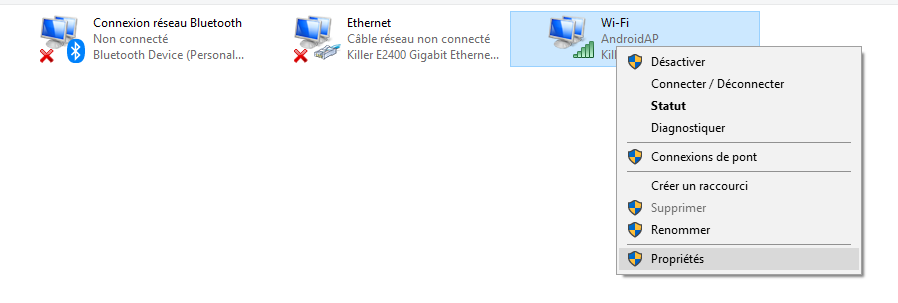 Connexion réseau Bluetooth
Non connecté
Bluetooth Device (Personal...
Ethernet
Câble réseau non connecté
Killer E2400 Gigabit Etherne...
Wi-Fi
AndroidAP
Désactiver
Connecter / Déconnecter
Statut
Diagnostiquer
Connexions de pont
Créer un raccourci
Supprimer
Renommer
Propriétés